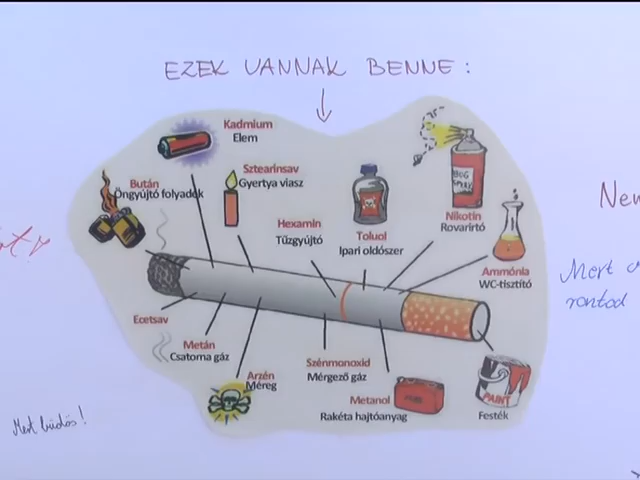 EZEK VANNAK BENNE:
Kadmium
Elem
Bután
Öngyújtó folyadék
Sztearinsav
Gyertya viasz
Hexamin
Tűzgyújtó
Toluol
Ipari oldószer
BUG
SPRAY
Nikotin
Rovarirtó
Ammónia
WC-tisztító
Mert
rontod
Ecetsav
Metán
Csatorna gáz
Arzén
Méreg
Szénmonoxid
Mérgező gáz
Metanol
Rakéta hajtóanyag
PAINT
Festék
Mert büdös!